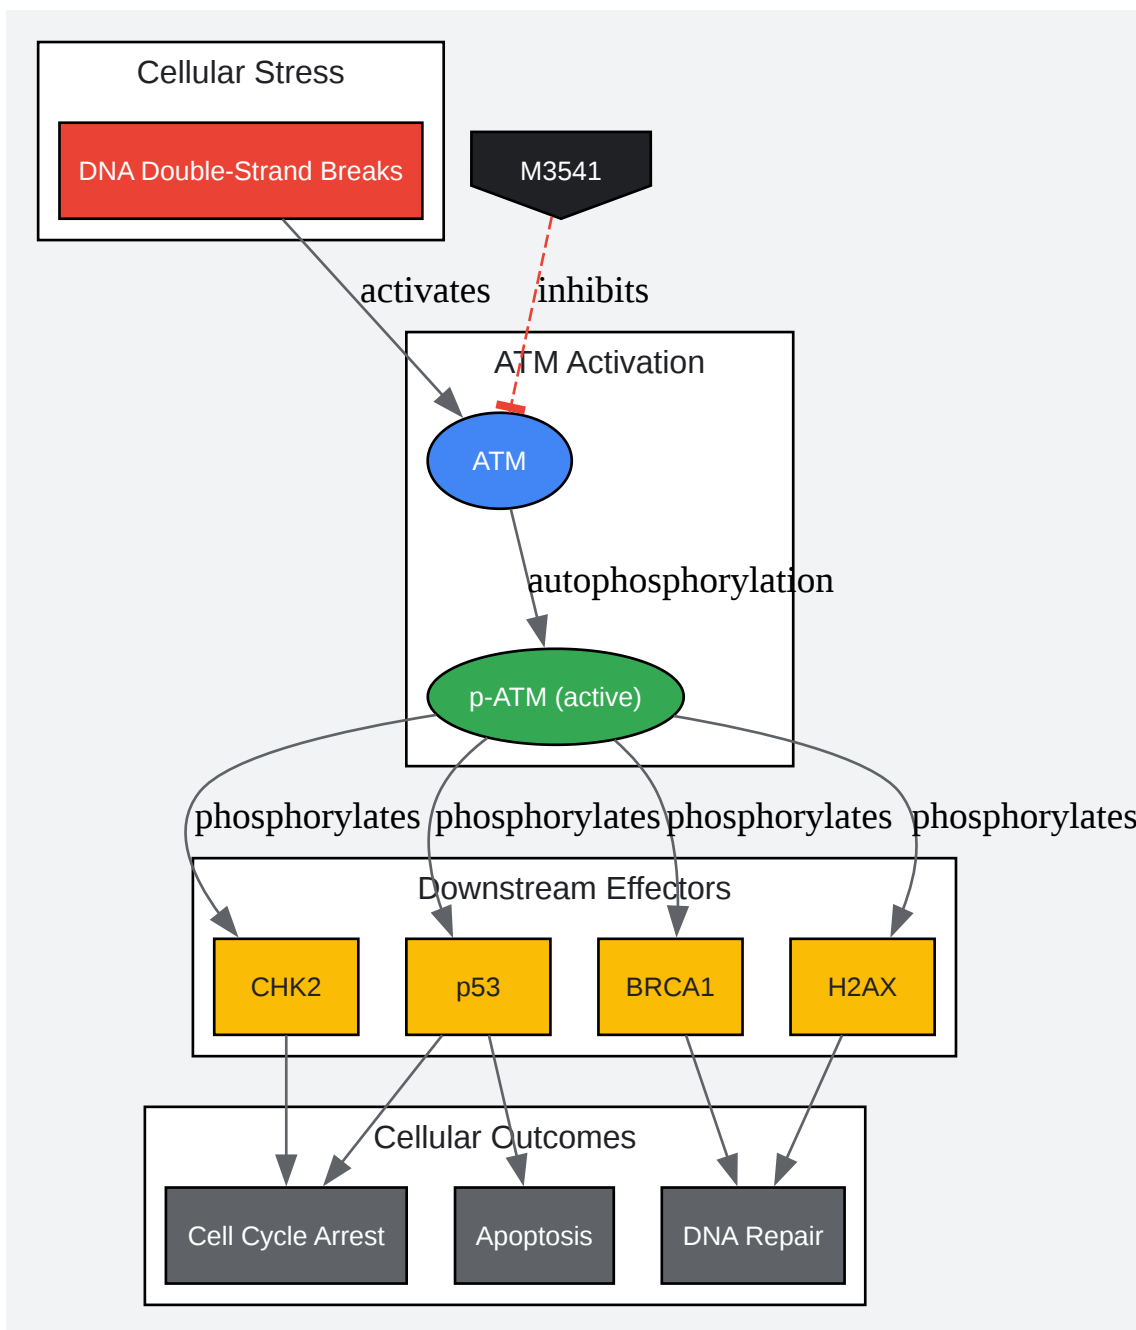 Cellular Stress
DNA Double-Strand Breaks
M3541
activates
inhibits
ATM Activation
ATM
autophosphorylation
p-ATM (active)
phosphorylates
phosphorylates
phosphorylates
phosphorylates
Downstream Effectors
CHK2
p53
BRCA1
H2AX
Cellular Outcomes
Cell Cycle Arrest
Apoptosis
DNA Repair